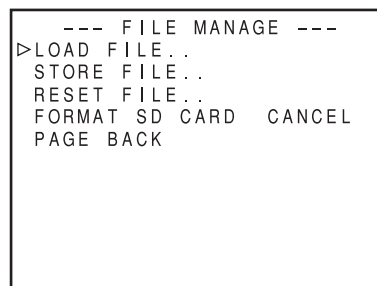 --- FILE MANAGE ---
▷LOAD FILE..
STORE FILE..
RESET FILE..
FORMAT SD CARD CANCEL
PAGE BACK